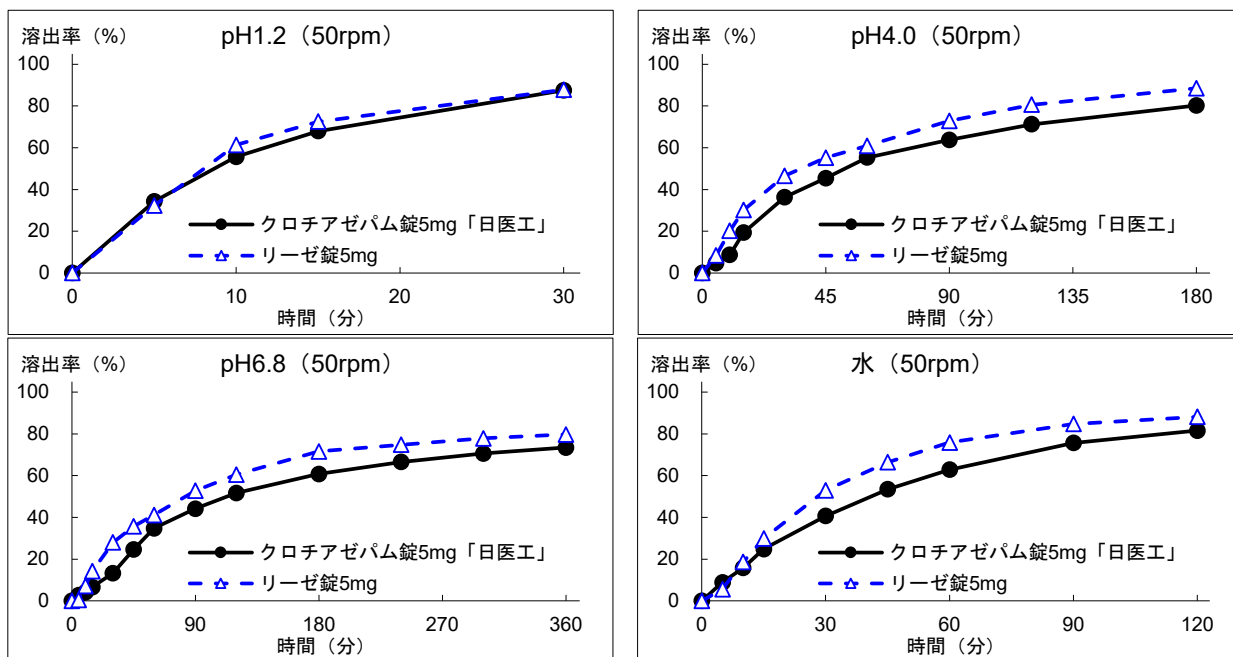 溶出率（%）
pH1.2（50rpm）
100
80
60
40
20
0
クロチアゼパム錠5mg「日医工」
リーゼ錠5mg
0 10 20 30
時間（分）
溶出率（%）
pH4.0（50rpm）
100
80
60
40
20
0
クロチアゼパム錠5mg「日医工」
リーゼ錠5mg
0 45 90 135 180
時間（分）
溶出率（%）
pH6.8（50rpm）
100
80
60
40
20
0
クロチアゼパム錠5mg「日医工」
リーゼ錠5mg
0 90 180 270 360
時間（分）
溶出率（%）
水（50rpm）
100
80
60
40
20
0
クロチアゼパム錠5mg「日医工」
リーゼ錠5mg
0 30 60 90 120
時間（分）